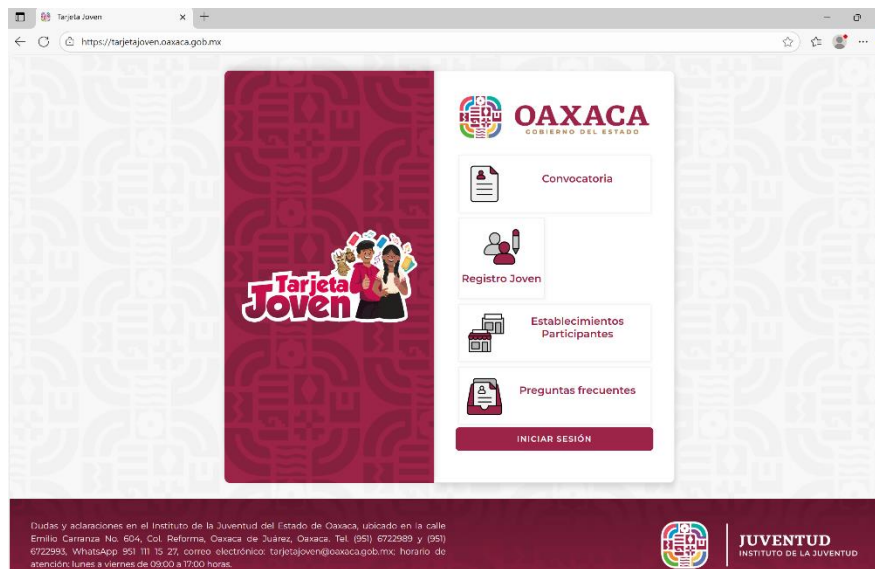 Tarjeta Joven
https://tarjetajoven.oaxaca.gob.mx
OAXACA
GOBIERNO DEL ESTADO
Convocatoria
Registro Joven
Tarjeta
Joven
Establecimientos
Participantes
Preguntas frecuentes
INICIAR SESIÓN
Dudas y aclaraciones en el Instituto de la Juventud del Estado de Oaxaca, ubicado en la calle
Emilio Carranza No. 604, Col. Reforma, Oaxaca de Juárez, Oaxaca. Tel. (951) 6722989 y (951)
6722993, WhatsApp 951 111 15 27, correo electrónico: tarjetajoven@oaxaca.gob.mx; horario de
atención: lunes a viernes de 09:00 a 17:00 horas.
JUVENTUD
INSTITUTO DE LA JUVENTUD